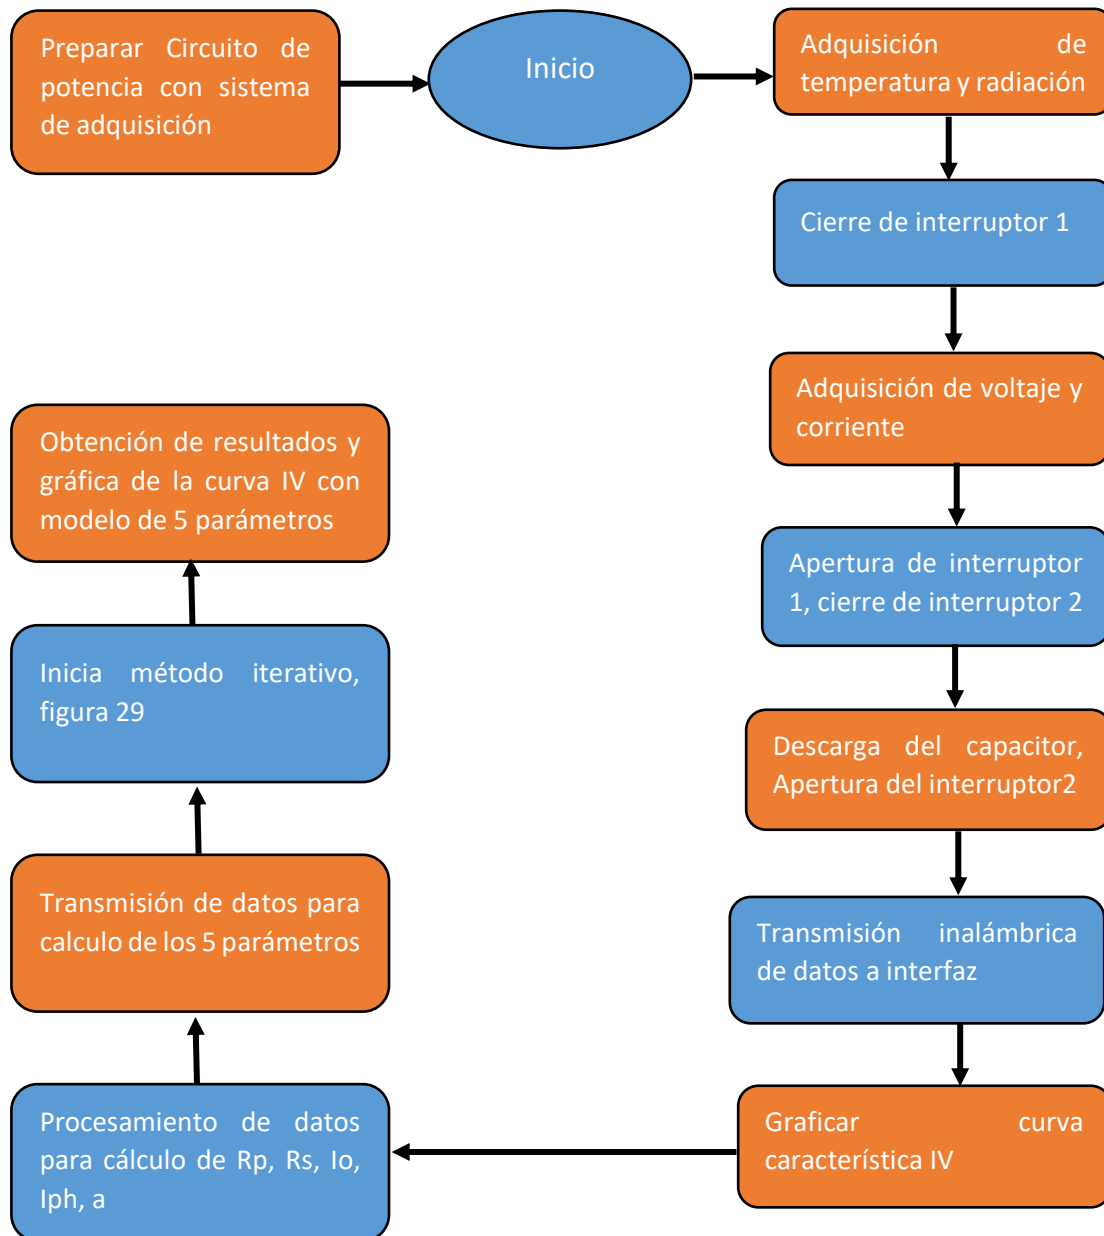 Preparar Circuito de
potencia con sistema
de adquisición
Inicio
Adquisición de
temperatura y radiación
Cierre de interruptor 1
Adquisición de voltaje y
corriente
Apertura de interruptor
1, cierre de interruptor 2
Descarga del capacitor,
Apertura del interruptor2
Transmisión inalámbrica
de datos a interfaz
Graficar curva
característica IV
Procesamiento de datos
para cálculo de Rp, Rs, Io,
Iph, a
Transmisión de datos para
calculo de los 5 parámetros
Inicia método iterativo,
figura 29
Obtención de resultados y
gráfica de la curva IV con
modelo de 5 parámetros